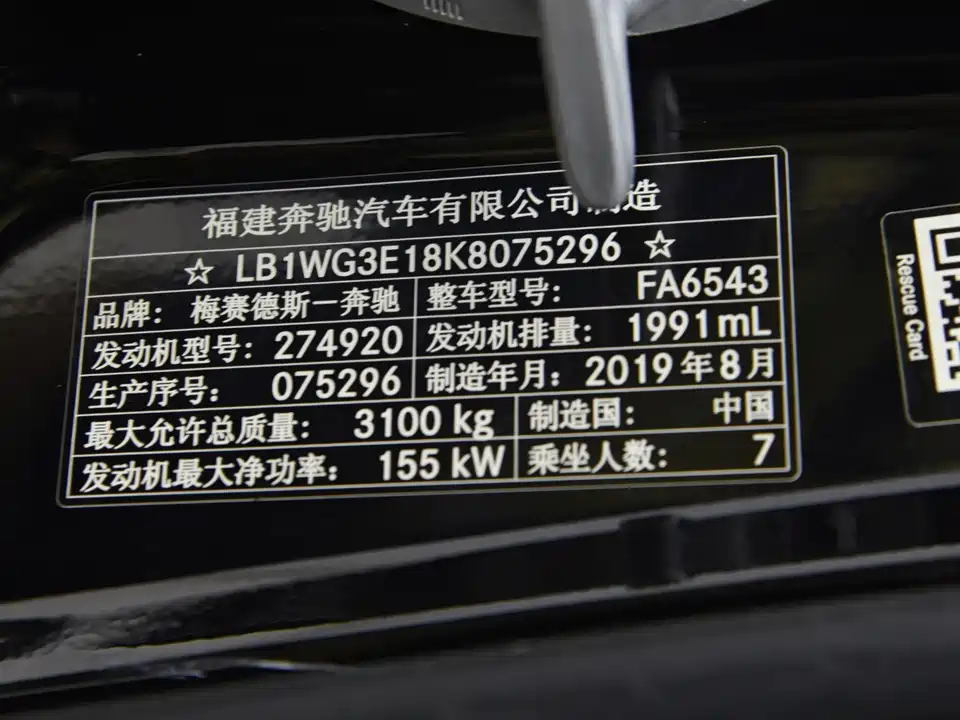 福建奔驰汽车有限公司制造
☆ LB1WG3E18K8075296 ☆
品牌: 梅赛德斯－奔驰 整车型号: FA6543
发动机型号: 274920 发动机排量: 1991mL
生产序号: 075296 制造年月: 2019年8月
最大允许总质量: 3100 kg 制造国: 中国
发动机最大净功率: 155 kW 乘坐人数: 7
Rescue Card